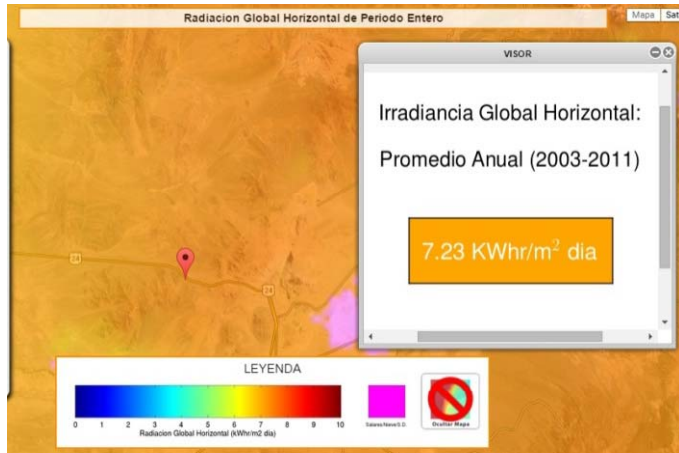 Radiacion Global Horizontal de Periodo Entero
Mapa Sat
VISOR
Irradiancia Global Horizontal:
Promedio Anual (2003-2011)
7.23 KWhr/m² dia
24
24
LEYENDA
0 1 2 3 4 5 6 7 8 9 10
Radiacion Global Horizontal (kWhr/m2 dia)
Ocultar Mapa